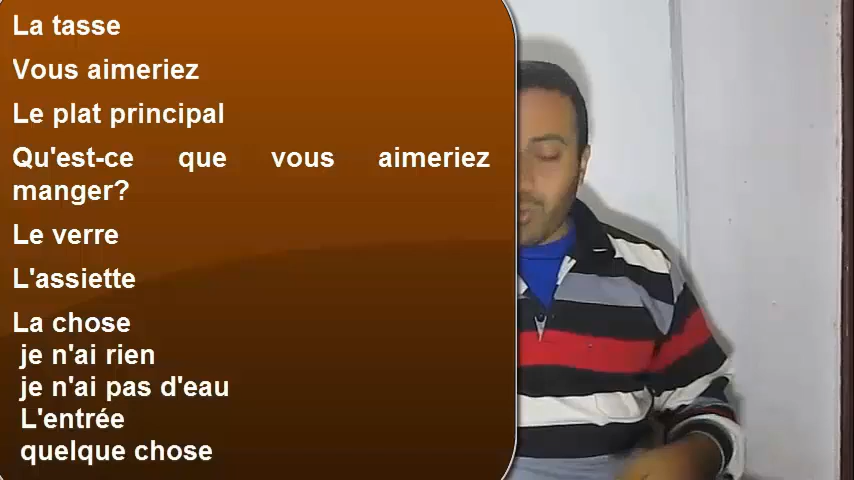 La tasse
Vous aimeriez
Le plat principal
Qu'est-ce que vous aimeriez
manger?
Le verre
L'assiette
La chose
je n'ai rien
je n'ai pas d'eau
L'entrée
quelque chose